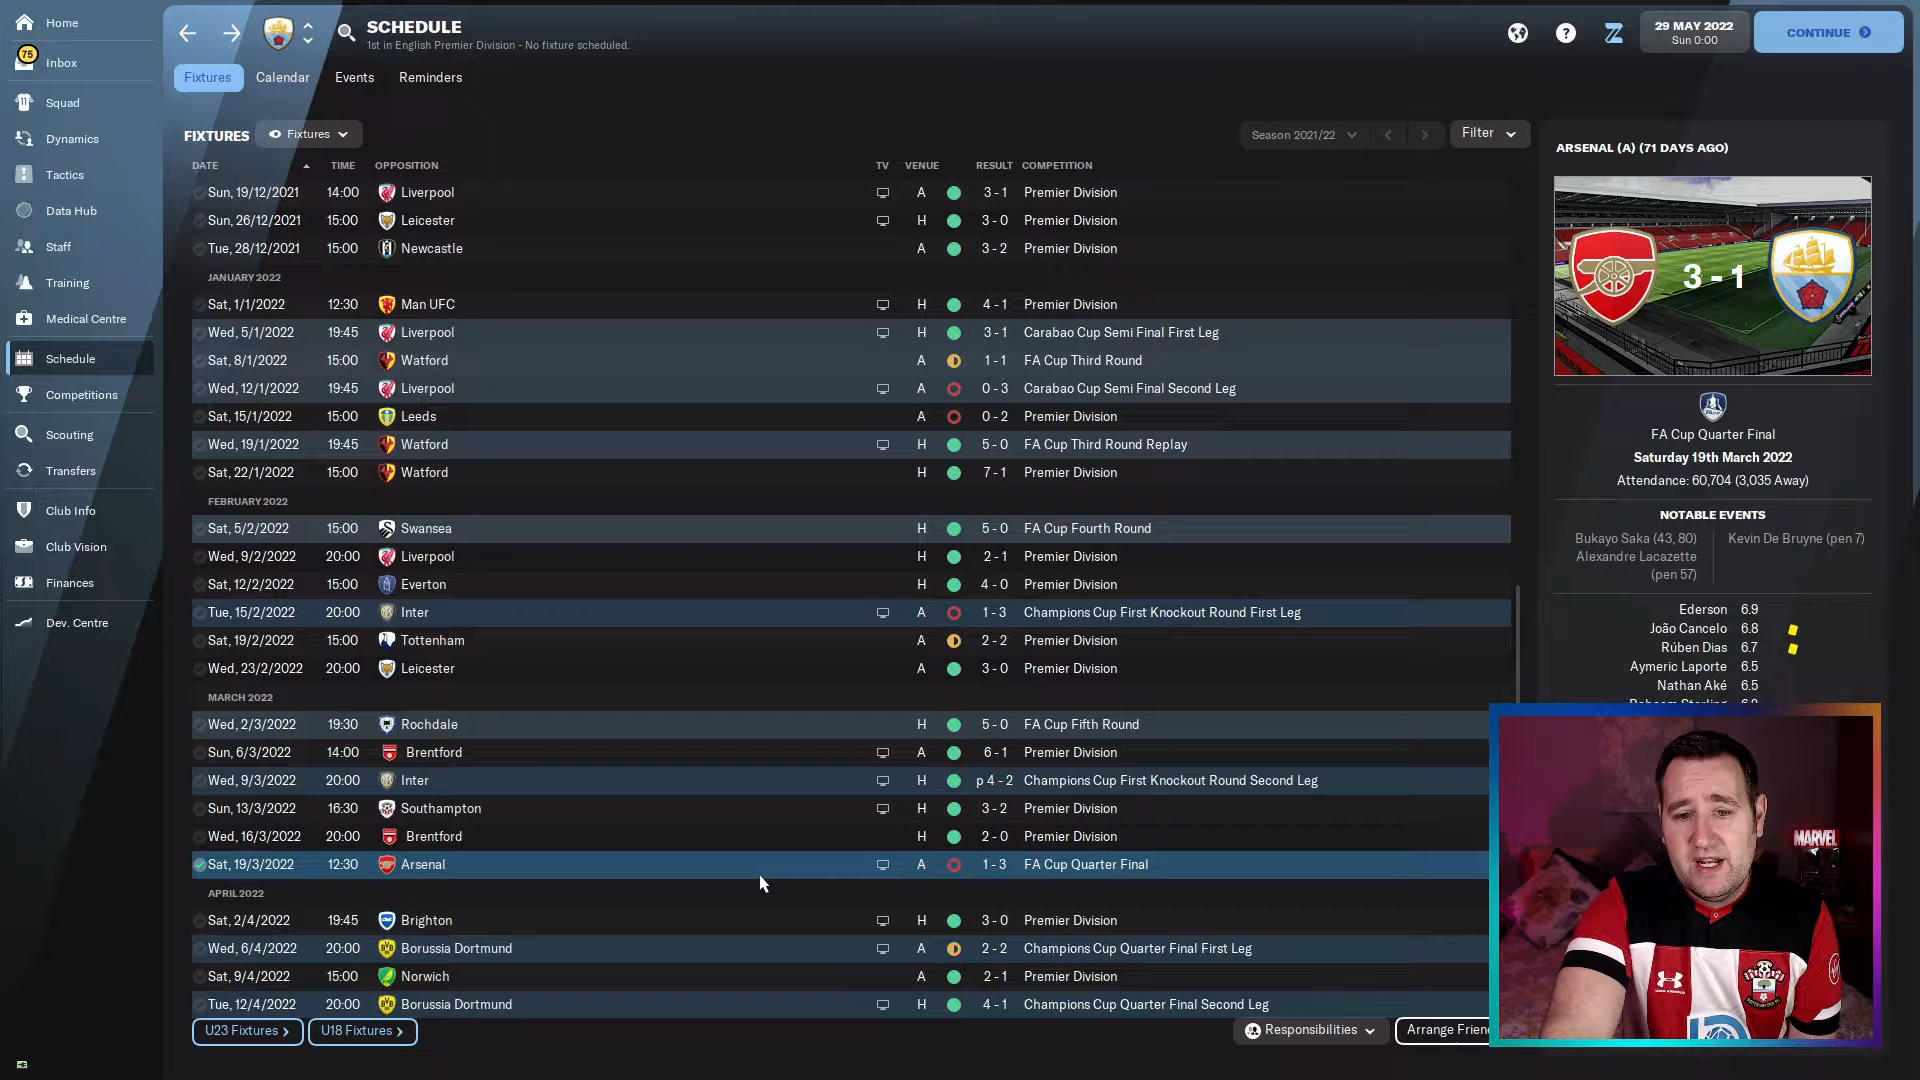 Home
SCHEDULE
1st in English Premier Division - No fixture scheduled.
29 MAY 2022
Sun 0:00
CONTINUE
75
Inbox
Fixtures
Calendar
Events
Reminders
Squad
Dynamics
Tactics
Data Hub
Staff
Training
Medical Centre
Schedule
Competitions
Scouting
Transfers
Club Info
Club Vision
Finances
Dev. Centre
FIXTURES Fixtures
Season 2021/22
Filter
DATE TIME OPPOSITION TV VENUE RESULT COMPETITION
Sun, 19/12/2021 14:00 Liverpool A 3 - 1 Premier Division
Sun, 26/12/2021 15:00 Leicester H 3 - 0 Premier Division
Tue, 28/12/2021 15:00 Newcastle A 3 - 2 Premier Division
JANUARY 2022
Sat, 1/1/2022 12:30 Man UFC H 4 - 1 Premier Division
Wed, 5/1/2022 19:45 Liverpool H 3 - 1 Carabao Cup Semi Final First Leg
Sat, 8/1/2022 15:00 Watford A 1 - 1 FA Cup Third Round
Wed, 12/1/2022 19:45 Liverpool A 0 - 3 Carabao Cup Semi Final Second Leg
Sat, 15/1/2022 15:00 Leeds A 0 - 2 Premier Division
Wed, 19/1/2022 19:45 Watford H 5 - 0 FA Cup Third Round Replay
Sat, 22/1/2022 15:00 Watford H 7 - 1 Premier Division
FEBRUARY 2022
Sat, 5/2/2022 15:00 Swansea H 5 - 0 FA Cup Fourth Round
Wed, 9/2/2022 20:00 Liverpool H 2 - 1 Premier Division
Sat, 12/2/2022 15:00 Everton H 4 - 0 Premier Division
Tue, 15/2/2022 20:00 Inter A 1 - 3 Champions Cup First Knockout Round First Leg
Sat, 19/2/2022 15:00 Tottenham A 2 - 2 Premier Division
Wed, 23/2/2022 20:00 Leicester A 3 - 0 Premier Division
MARCH 2022
Wed, 2/3/2022 19:30 Rochdale H 5 - 0 FA Cup Fifth Round
Sun, 6/3/2022 14:00 Brentford A 6 - 1 Premier Division
Wed, 9/3/2022 20:00 Inter H p 4 - 2 Champions Cup First Knockout Round Second Leg
Sun, 13/3/2022 16:30 Southampton H 3 - 2 Premier Division
Wed, 16/3/2022 20:00 Brentford H 2 - 0 Premier Division
Sat, 19/3/2022 12:30 Arsenal A 1 - 3 FA Cup Quarter Final
APRIL 2022
Sat, 2/4/2022 19:45 Brighton H 3 - 0 Premier Division
Wed, 6/4/2022 20:00 Borussia Dortmund A 2 - 2 Champions Cup Quarter Final First Leg
Sat, 9/4/2022 15:00 Norwich A 2 - 1 Premier Division
Tue, 12/4/2022 20:00 Borussia Dortmund H 4 - 1 Champions Cup Quarter Final Second Leg
U23 Fixtures
U18 Fixtures
Responsibilities
Arrange Frien
ARSENAL (A) (71 DAYS AGO)
3 - 1
FA Cup Quarter Final
Saturday 19th March 2022
Attendance: 60,704 (3,035 Away)
NOTABLE EVENTS
Bukayo Saka (43, 80) Kevin De Bruyne (pen 7)
Alexandre Lacazette
(pen 57)
Ederson 6.9
João Cancelo 6.8
Rúben Dias 6.7
Aymeric Laporte 6.5
Nathan Aké 6.5
MARVEL